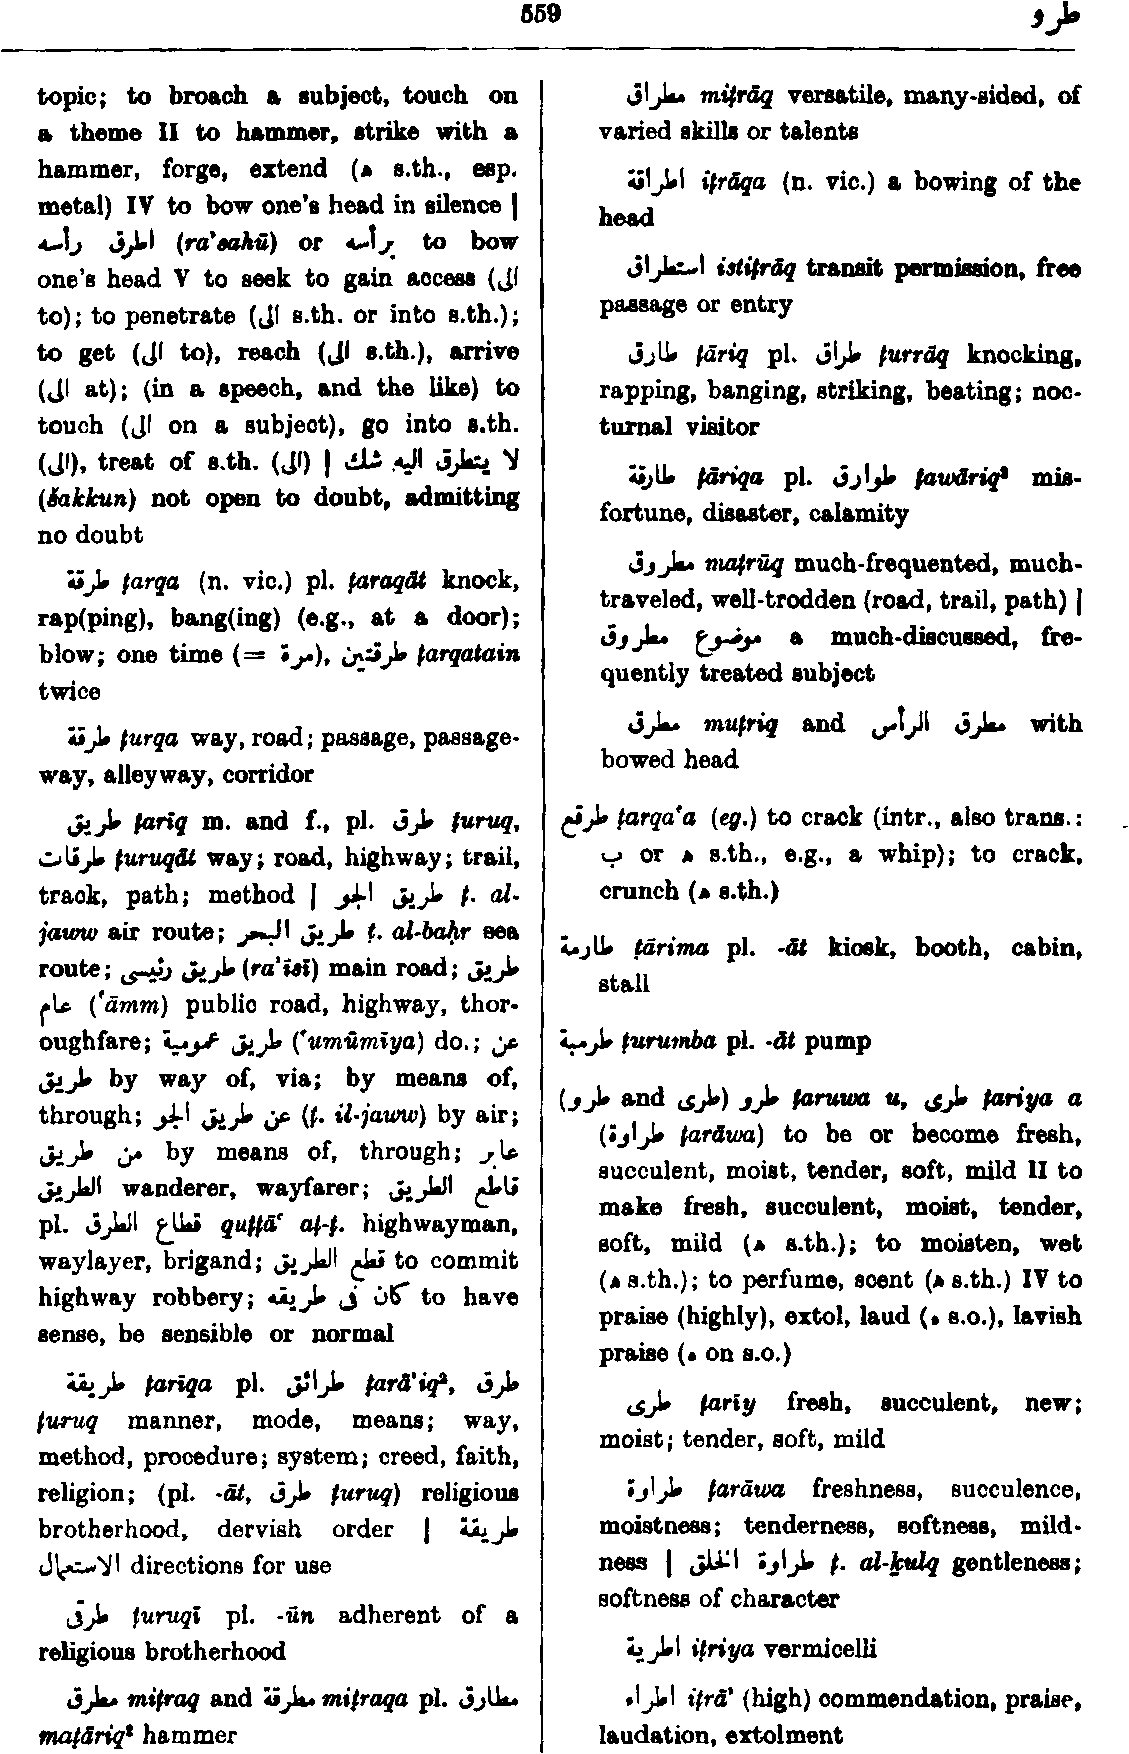 559
طرو
topic; to broach a subject, touch on
a theme II to hammer, strike with a
hammer, forge, extend (ه s.th., esp.
metal) IV to bow one's head in silence |
اطرق رأسه (ra'sahū) or برأسه to bow
one's head V to seek to gain access (الى
to); to penetrate (الى s.th. or into s.th.);
to get (الى to), reach (الى s.th.), arrive
(الى at); (in a speech, and the like) to
touch (الى on a subject), go into s.th.
(الى), treat of s.th. (الى) | لا يتطرق اليه شك
(šakkun) not open to doubt, admitting
no doubt
طرقة ṭarqa (n. vic.) pl. ṭaraqāt knock,
rap(ping), bang(ing) (e.g., at a door);
blow; one time (= مرة), طرقتين ṭarqatain
twice
طرقة ṭurqa way, road; passage, passage-
way, alleyway, corridor
طريق ṭarīq m. and f., pl. طرق ṭuruq,
طرقات ṭuruqāt way; road, highway; trail,
track, path; method | طريق الجو ṭ. al-
jaww air route; طريق البحر ṭ. al-baḥr sea
route; طريق رئيسى (ra'īsī) main road; طريق
عام (ʿāmm) public road, highway, thor-
oughfare; طريق عمومية (ʿumūmīya) do.; عن
طريق by way of, via; by means of,
through; عن طريق الجو (ṭ. il-jaww) by air;
من طريق by means of, through; عابر
الطريق wanderer, wayfarer; قاطع الطريق
pl. قطاع الطرق quṭṭāʿ aṭ-ṭ. highwayman,
waylayer, brigand; قطع الطريق to commit
highway robbery; كان فى طريقه to have
sense, be sensible or normal
طريقة ṭarīqa pl. طرائق ṭarā'iq², طرق
ṭuruq manner, mode, means; way,
method, procedure; system; creed, faith,
religion; (pl. -āt, طرق ṭuruq) religious
brotherhood, dervish order | طريقة
الاستعمال directions for use
طرقى ṭuruqī pl. -ūn adherent of a
religious brotherhood
مطرق miṭraq and مطرقة miṭraqa pl. مطارق
maṭāriq² hammer
مطراق miṭrāq versatile, many-sided, of
varied skills or talents
اطراقة iṭrāqa (n. vic.) a bowing of the
head
استطراق istiṭrāq transit permission, free
passage or entry
طارق ṭāriq pl. طراق ṭurrāq knocking,
rapping, banging, striking, beating; noc-
turnal visitor
طارقة ṭāriqa pl. طوارق ṭawāriq² mis-
fortune, disaster, calamity
مطروق maṭrūq much-frequented, much-
traveled, well-trodden (road, trail, path) |
موضوع مطروق a much-discussed, fre-
quently treated subject
مطرق muṭriq and مطرق الرأس with
bowed head
طرقع ṭarqaʿa (eg.) to crack (intr., also trans.:
ب or ه s.th., e.g., a whip); to crack,
crunch (ه s.th.)
طارمة ṭārima pl. -āt kiosk, booth, cabin,
stall
طرمبة ṭurumba pl. -āt pump
(طرو and طرى) طرو ṭaruwa u, طرى ṭariya a
(طراوة ṭarāwa) to be or become fresh,
succulent, moist, tender, soft, mild II to
make fresh, succulent, moist, tender,
soft, mild (ه s.th.); to moisten, wet
(ه s.th.); to perfume, scent (ه s.th.) IV to
praise (highly), extol, laud (ه s.o.), lavish
praise (ه on s.o.)
طرى ṭarīy fresh, succulent, new;
moist; tender, soft, mild
طراوة ṭarāwa freshness, succulence,
moistness; tenderness, softness, mild-
ness | طراوة الخلق ṭ. al-ḵulq gentleness;
softness of character
اطرية iṭriya vermicelli
اطراء iṭrā' (high) commendation, praise,
laudation, extolment